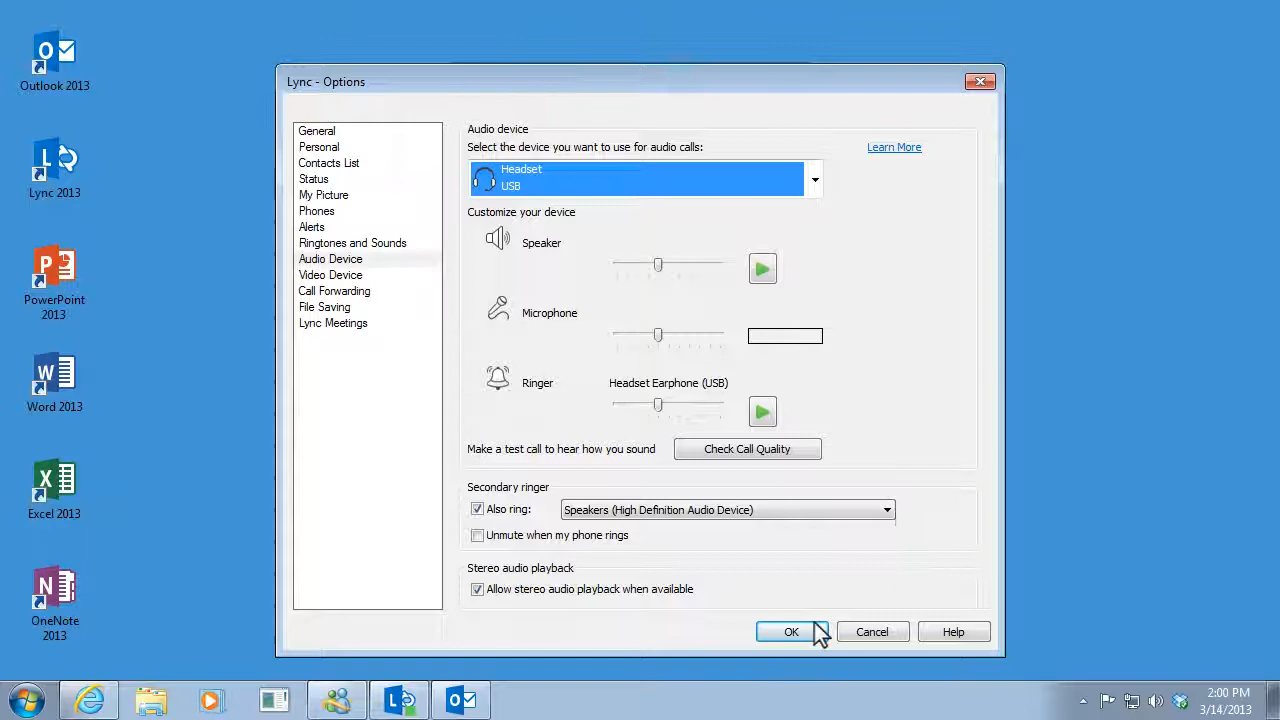 Outlook 2013
Lync 2013
PowerPoint
2013
Word 2013
Excel 2013
OneNote
2013
Lync - Options
General
Personal
Contacts List
Status
My Picture
Phones
Alerts
Ringtones and Sounds
Audio Device
Video Device
Call Forwarding
File Saving
Lync Meetings
Audio device
Select the device you want to use for audio calls:
Learn More
Headset
USB
Customize your device
Speaker
Microphone
Ringer
Headset Earphone (USB)
Make a test call to hear how you sound
Check Call Quality
Secondary ringer
Also ring:
Speakers (High Definition Audio Device)
Unmute when my phone rings
Stereo audio playback
Allow stereo audio playback when available
OK
Cancel
Help
2:00 PM
3/14/2013